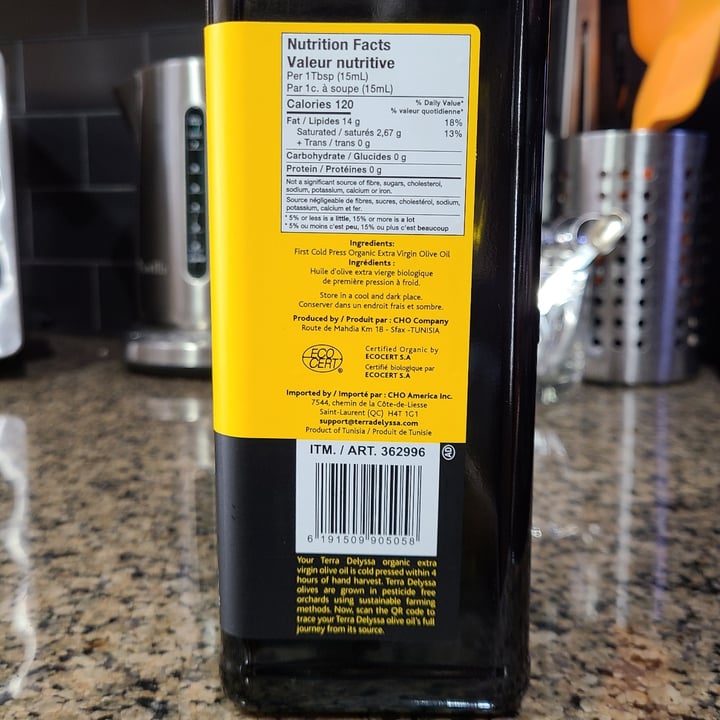 Nutrition Facts
Valeur nutritive
Per 1Tbsp (15mL)
Par 1c. à soupe (15mL)
Calories 120
% Daily Value*
% valeur quotidienne*
Fat / Lipides 14 g 18%
Saturated / saturés 2,67 g 13%
+ Trans / trans 0 g
Carbohydrate / Glucides 0 g
Protein / Protéines 0 g
Not a significant source of fibre, sugars, cholesterol,
sodium, potassium, calcium or iron.
Source négligeable de fibres, sucres, cholestérol, sodium,
potassium, calcium et fer.
* 5% or less is a little, 15% or more is a lot
* 5% ou moins c'est peu, 15% ou plus c'est beaucoup
Ingredients:
First Cold Press Organic Extra Virgin Olive Oil
Ingrédients :
Huile d'olive extra vierge biologique
de première pression à froid.
Store in a cool and dark place.
Conserver dans un endroit frais et sombre.
Produced by / Produit par : CHO Company
Route de Mahdia Km 18 - Sfax -TUNISIA
ECO
CERT
®
Certified Organic by
ECOCERT S.A
Certifié biologique par
ECOCERT S.A
Imported by / Importé par : CHO America Inc.
7544, chemin de la Côte-de-Liesse
Saint-Laurent (QC) H4T 1G1
support@terradelyssa.com
Product of Tunisia / Produit de Tunisie
ITM. / ART. 362996
AD
6 191509 905058
Your Terra Delyssa organic extra
virgin olive oil is cold pressed within 4
hours of hand harvest. Terra Delyssa
olives are grown in pesticide free
orchards using sustainable farming
methods. Now, scan the QR code to
trace your Terra Delyssa olive oil's full
journey from its source.